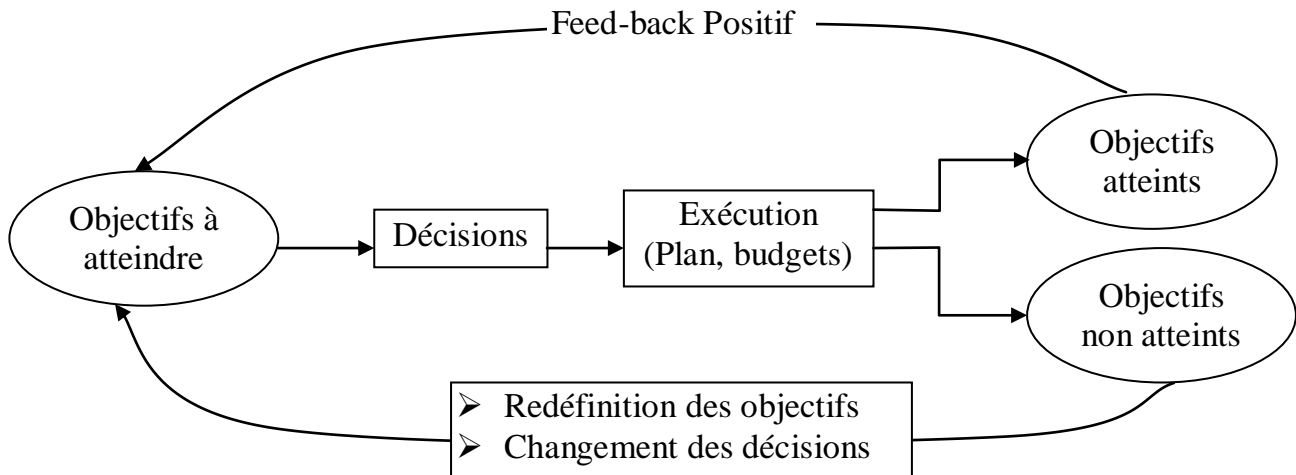 Feed-back Positif
Objectifs
atteints
Objectifs à
atteindre
Décisions
Exécution
(Plan, budgets)
Objectifs
non atteints
➢ Redéfinition des objectifs
➢ Changement des décisions